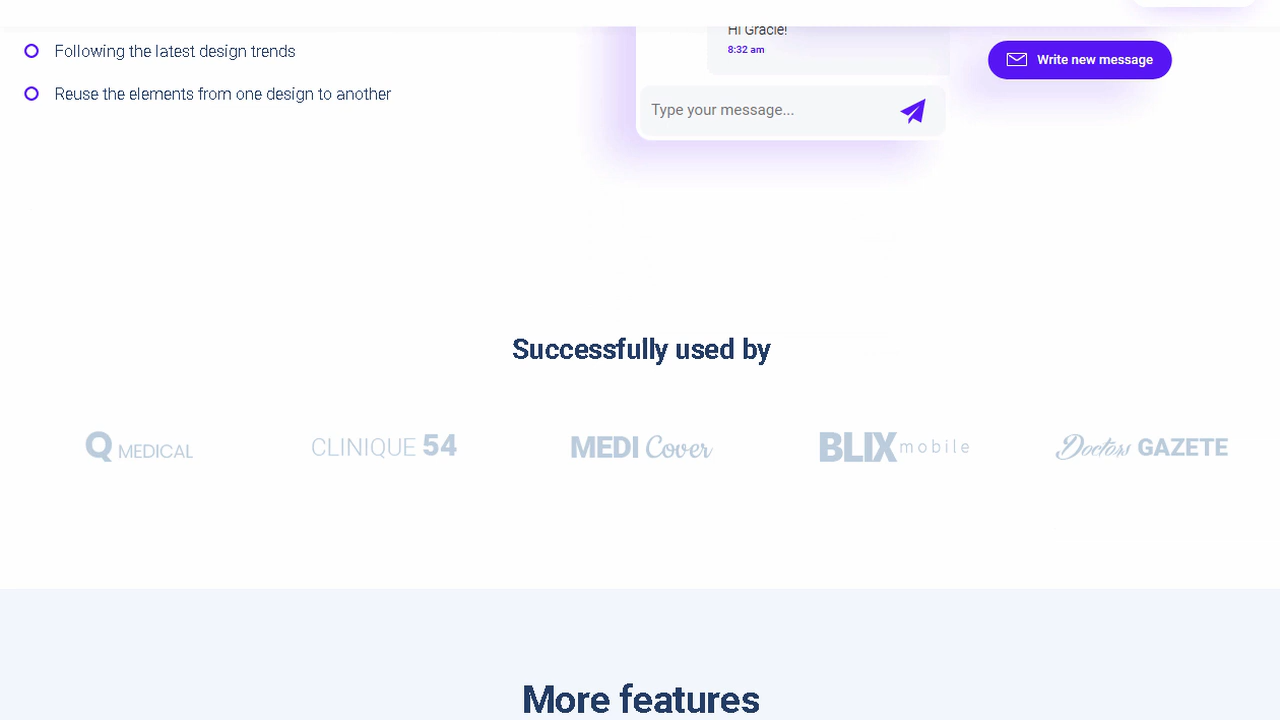 Following the latest design trends
Reuse the elements from one design to another
Hi Gracie!
8:32 am
Type your message...
Write new message
Successfully used by
Q MEDICAL
CLINIQUE 54
MEDI Cover
BLIX mobile
Doctors GAZETE
More features